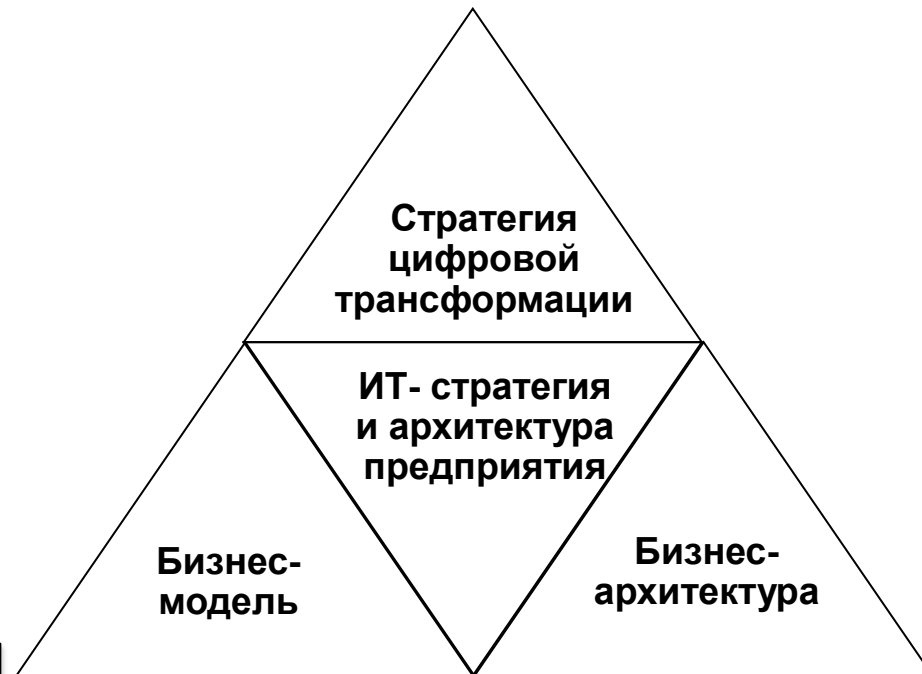 Стратегия
цифровой
трансформации
ИТ- стратегия
и архитектура
предприятия
Бизнес-
модель
Бизнес-
архитектура